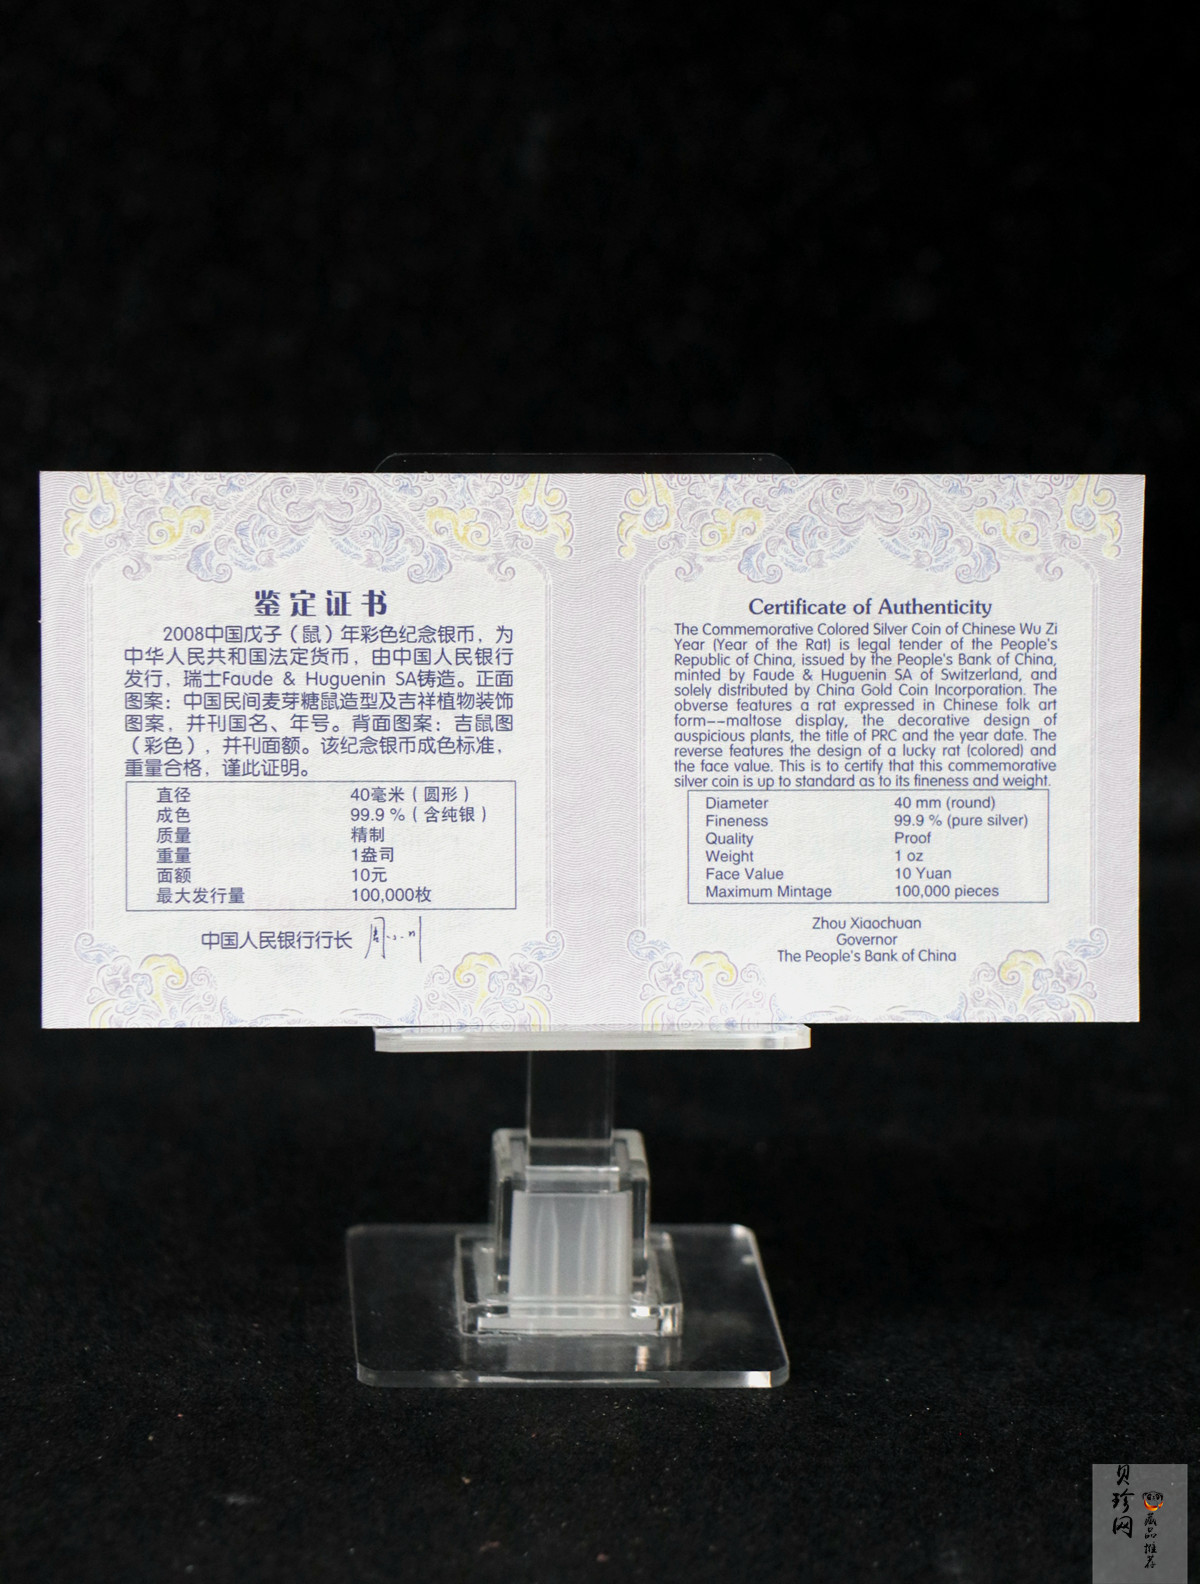 鉴定证书
2008中国戊子（鼠）年彩色纪念银币，为
中华人民共和国法定货币，由中国人民银行
发行，瑞士Faude & Huguenin SA铸造。正面
图案：中国民间麦芽糖鼠造型及吉祥植物装饰
图案，并刊国名、年号。背面图案：吉鼠图
（彩色），并刊面额。该纪念银币成色标准，
重量合格，谨此证明。
直径 40毫米（圆形）
成色 99.9 %（含纯银）
质量 精制
重量 1盎司
面额 10元
最大发行量 100,000枚
中国人民银行行长 周小川
Certificate of Authenticity
The Commemorative Colored Silver Coin of Chinese Wu Zi
Year (Year of the Rat) is legal tender of the People's
Republic of China, issued by the People's Bank of China,
minted by Faude & Huguenin SA of Switzerland, and
solely distributed by China Gold Coin Incorporation. The
obverse features a rat expressed in Chinese folk art
form--maltose display, the decorative design of
auspicious plants, the title of PRC and the year date. The
reverse features the design of a lucky rat (colored) and
the face value. This is to certify that this commemorative
silver coin is up to standard as to its fineness and weight.
Diameter 40 mm (round)
Fineness 99.9 % (pure silver)
Quality Proof
Weight 1 oz
Face Value 10 Yuan
Maximum Mintage 100,000 pieces
Zhou Xiaochuan
Governor
The People's Bank of China
贝珍网
藏品推荐